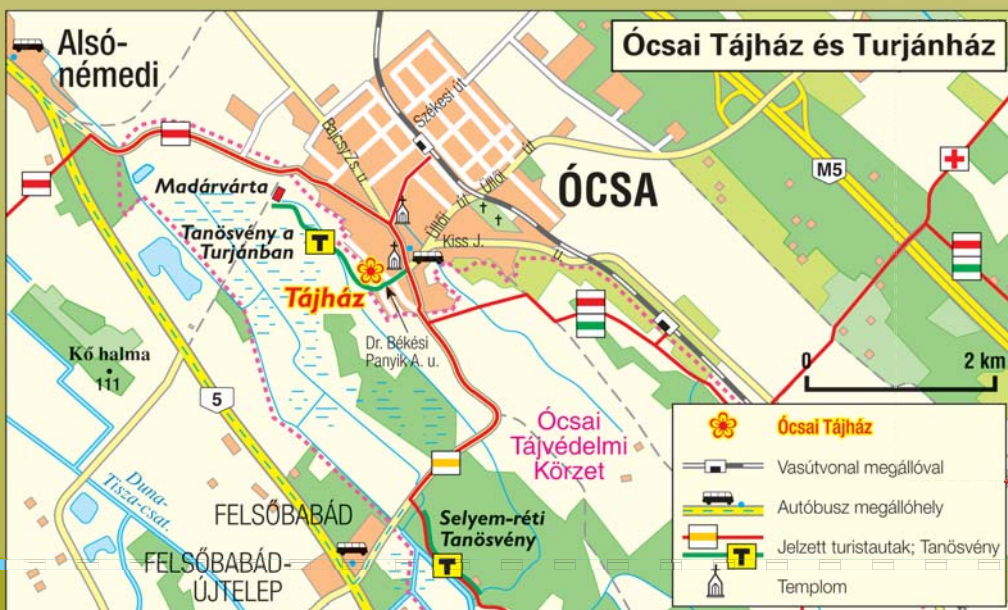 Ócsai Tájház és Turjánház
Alsó-
némedi
Székesi út
Bajcsy Zs. u.
M5
Üllői út
ÓCSA
Madárvárta
Tanösvény a
Turjánban
T
Üllői út
Kiss J. u.
Tájház
Dr. Békési
Panyik A. u.
Kő halma
111
5
0 2 km
Ócsai
Tájvédelmi
Körzet
Duna-
Tisza-csat.
FELSŐBABÁD
FELSŐBABÁD-
ÚJTELEP
Selyem-réti
Tanösvény
T
Ócsai Tájház
Vasútvonal megállóval
Autóbusz megállóhely
Jelzett turistautak; Tanösvény
T
Templom